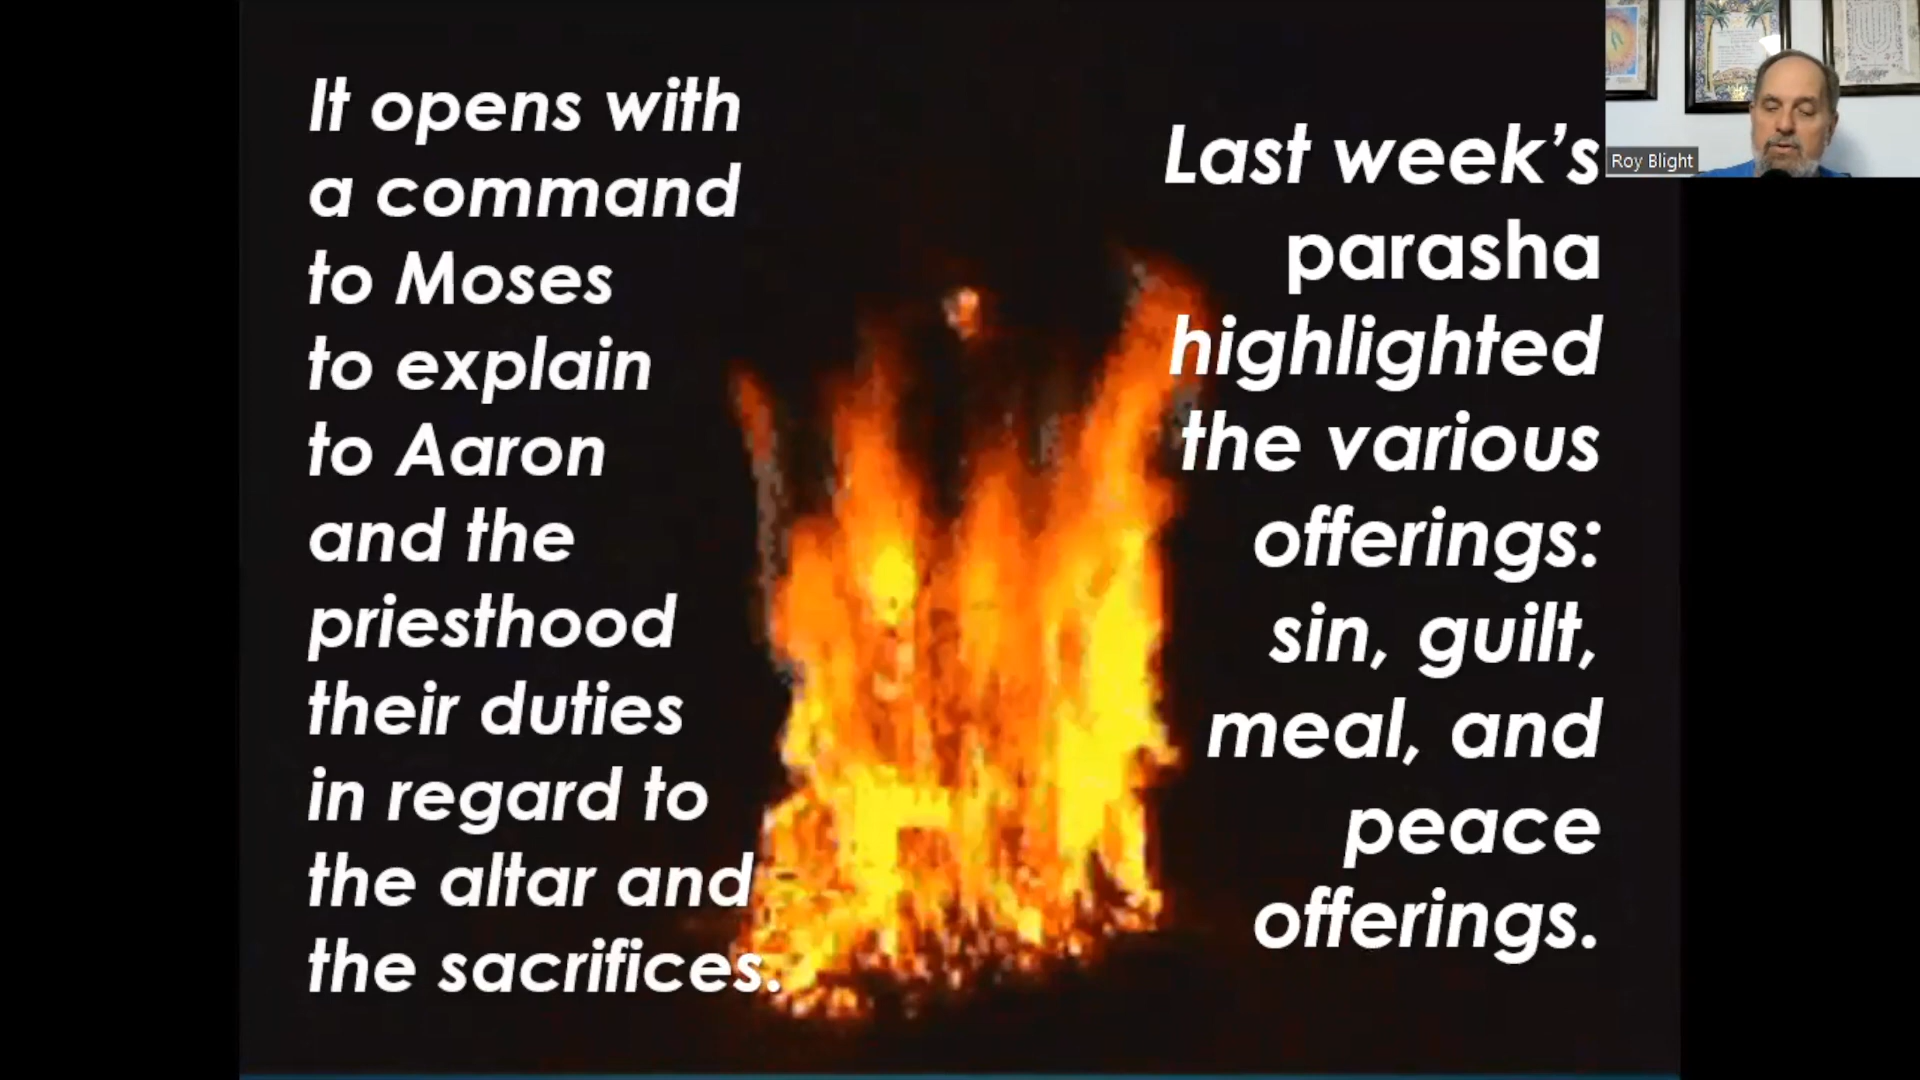 It opens with
a command
to Moses
to explain
to Aaron
and the
priesthood
their duties
in regard to
the altar and
the sacrifices.
Last week’s
parasha
highlighted
the various
offerings:
sin, guilt,
meal, and
peace
offerings.
Roy Blight